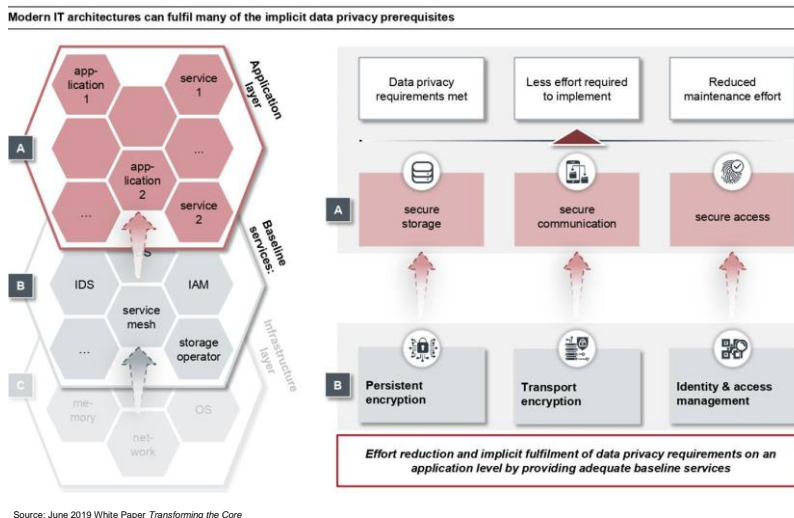 Modern IT architectures can fulfil many of the implicit data privacy prerequisites
app-
lication
1
service
1
...
app-
lication
2
...
service
2
Application
layer
A
Baseline
services:
IDS
IAM
service
mesh
...
storage
operator
B
Infrastructure
layer
me-
mory
OS
net-
work
C
Data privacy
requirements met
Less effort required
to implement
Reduced
maintenance effort
A
secure
storage
secure
communication
secure access
B
Persistent
encryption
Transport
encryption
Identity & access
management
Effort reduction and implicit fulfilment of data privacy requirements on an
application level by providing adequate baseline services
Source: June 2019 White Paper Transforming the Core